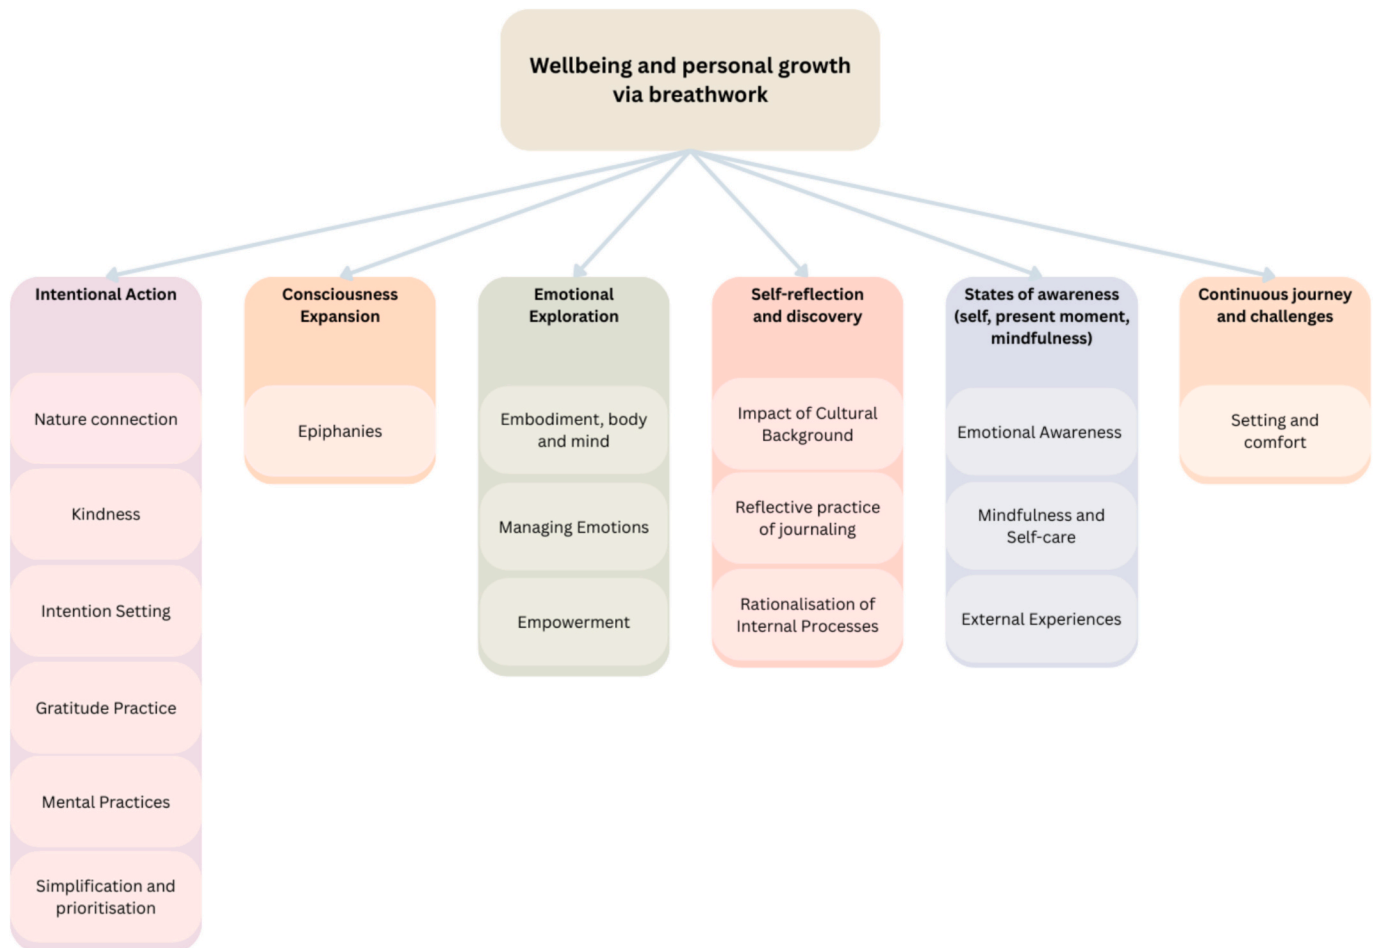 Wellbeing and personal growth
via breathwork
Intentional Action
Nature connection
Kindness
Intention Setting
Gratitude Practice
Mental Practices
Simplification and
prioritisation
Consciousness
Expansion
Epiphanies
Emotional
Exploration
Embodiment, body
and mind
Managing Emotions
Empowerment
Self-reflection
and discovery
Impact of Cultural
Background
Reflective practice
of journaling
Rationalisation of
Internal Processes
States of awareness
(self, present moment,
mindfulness)
Emotional Awareness
Mindfulness and
Self-care
External Experiences
Continuous journey
and challenges
Setting and
comfort